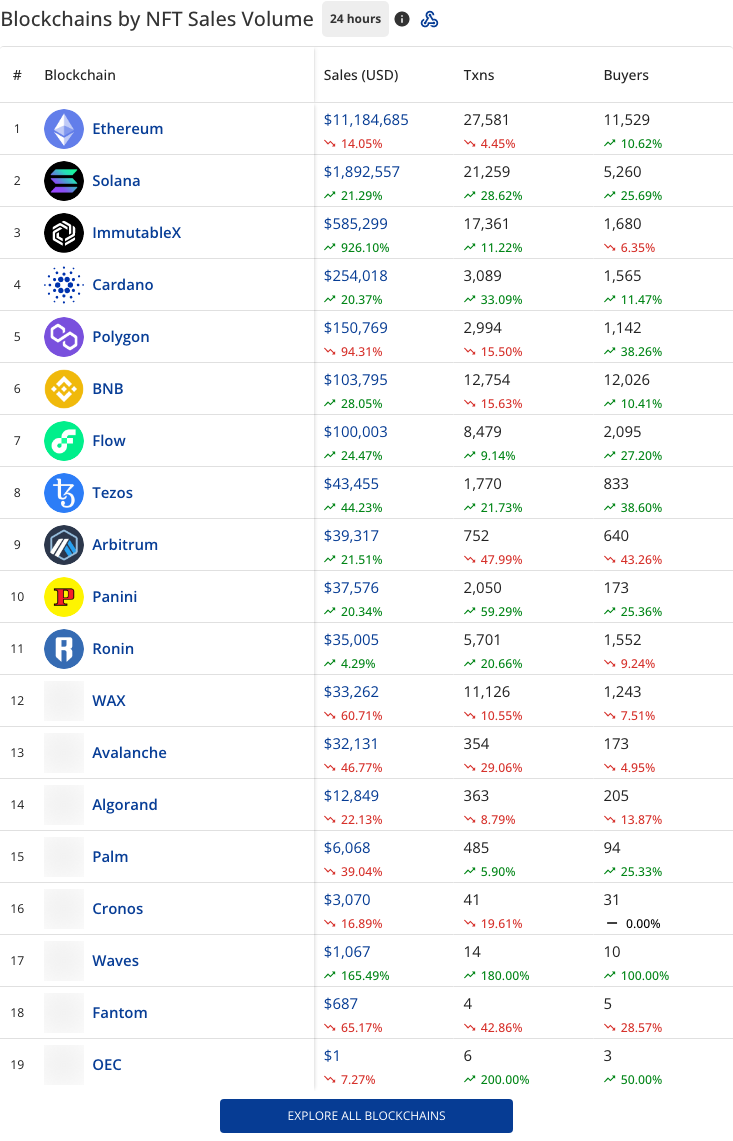 Blockchains by NFT Sales Volume 24 hours
# Blockchain Sales (USD) Txns Buyers
1 Ethereum $11,184,685 27,581 11,529
14.05% 4.45% 10.62%
2 Solana $1,892,557 21,259 5,260
21.29% 28.62% 25.69%
3 ImmutableX $585,299 17,361 1,680
926.10% 11.22% 6.35%
4 Cardano $254,018 3,089 1,565
20.37% 33.09% 11.47%
5 Polygon $150,769 2,994 1,142
94.31% 15.50% 38.26%
6 BNB $103,795 12,754 12,026
28.05% 15.63% 10.41%
7 Flow $100,003 8,479 2,095
24.47% 9.14% 27.20%
8 Tezos $43,455 1,770 833
44.23% 21.73% 38.60%
9 Arbitrum $39,317 752 640
21.51% 47.99% 43.26%
10 P Panini $37,576 2,050 173
20.34% 59.29% 25.36%
11 R Ronin $35,005 5,701 1,552
4.29% 20.66% 9.24%
12 WAX $33,262 11,126 1,243
60.71% 10.55% 7.51%
13 Avalanche $32,131 354 173
46.77% 29.06% 4.95%
14 Algorand $12,849 363 205
22.13% 8.79% 13.87%
15 Palm $6,068 485 94
39.04% 5.90% 25.33%
16 Cronos $3,070 41 31
16.89% 19.61% 0.00%
17 Waves $1,067 14 10
165.49% 180.00% 100.00%
18 Fantom $687 4 5
65.17% 42.86% 28.57%
19 OEC $1 6 3
7.27% 200.00% 50.00%
EXPLORE ALL BLOCKCHAINS